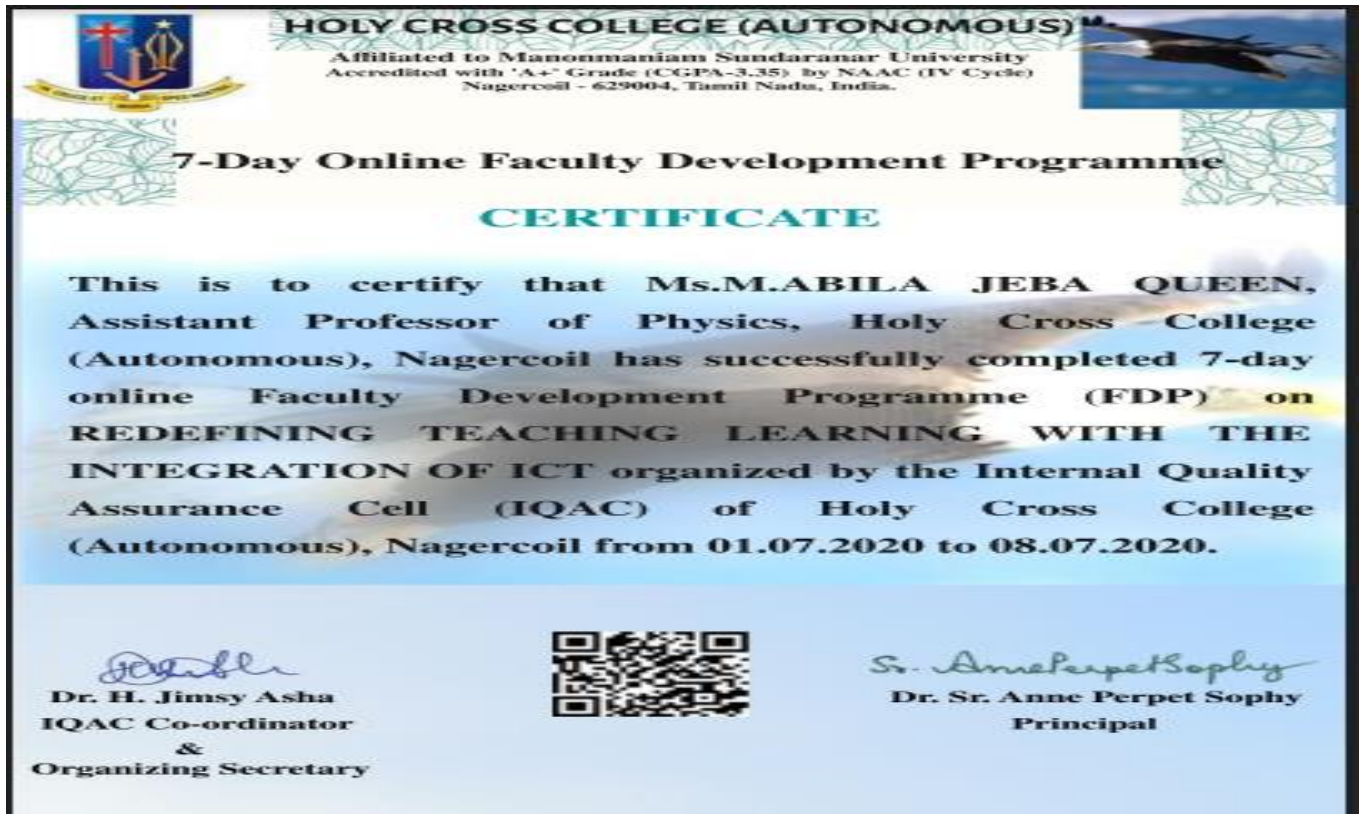 HOLY CROSS COLLEGE (AUTONOMOUS)
Affiliated to Manonmaniam Sundaranar University
Accredited with 'A+' Grade (CGPA-3.35) by NAAC (IV Cycle)
Nagercoil - 629004, Tamil Nadu, India.
7-Day Online Faculty Development Programme
CERTIFICATE
This is to certify that Ms.M.ABILA JEBA QUEEN,
Assistant Professor of Physics, Holy Cross College
(Autonomous), Nagercoil has successfully completed 7-day
online Faculty Development Programme (FDP) on
REDEFINING TEACHING LEARNING WITH THE
INTEGRATION OF ICT organized by the Internal Quality
Assurance Cell (IQAC) of Holy Cross College
(Autonomous), Nagercoil from 01.07.2020 to 08.07.2020.
Sr. AnnePerpetSophy
Dr. H. Jimsy Asha
IQAC Co-ordinator
&
Organizing Secretary
Dr. Sr. Anne Perpet Sophy
Principal